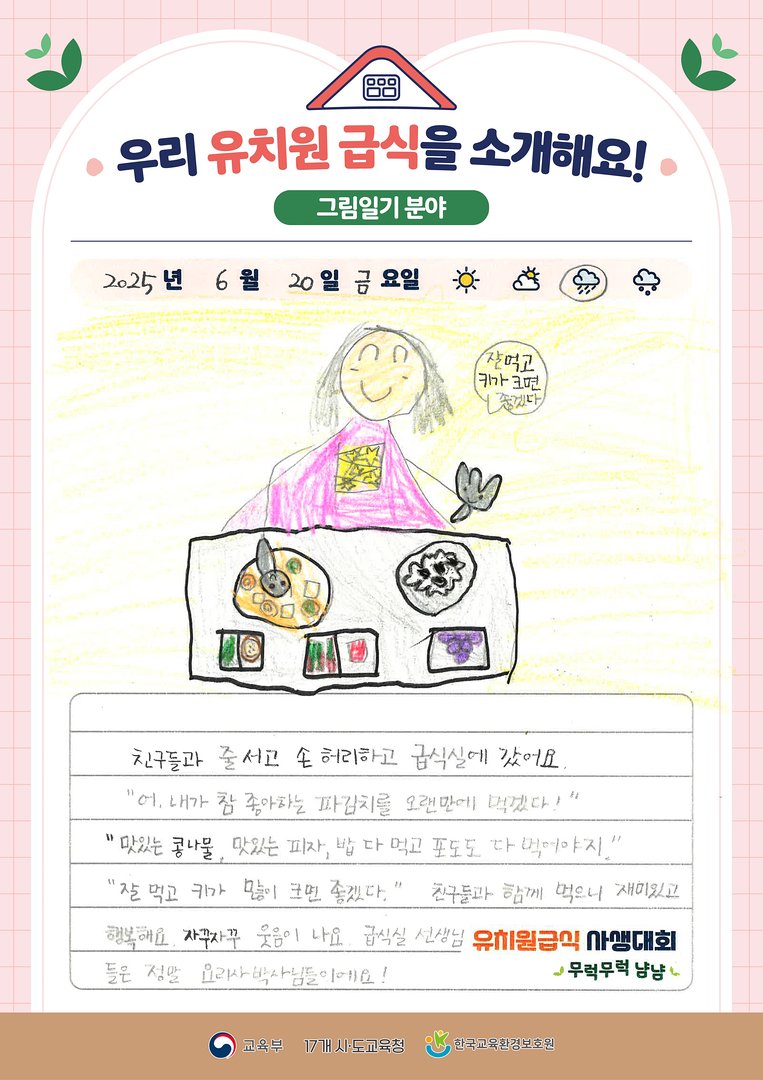 우리 유치원 급식을 소개해요!
그림일기 분야
2025년 6월 20일 금요일
잘먹고
키가 크면
좋겠다
친구들과 줄서고 손 허리하고 급식실에 갔어요.
"어, 내가 참 좋아하는 파김치를 오랜만에 먹겠다!"
"맛있는 콩나물, 맛있는 피자, 밥 다 먹고 포도도 다 먹어야지."
"잘 먹고 키가 많이 크면 좋겠다." 친구들과 함께 먹으니 재미있고
행복해요. 자꾸자꾸 웃음이 나요. 급식실 선생님
들은 정말 요리사박사님들이에요!
유치원급식 사생대회
무럭무럭 냠냠
교육부 17개 시·도교육청 한국교육환경보호원